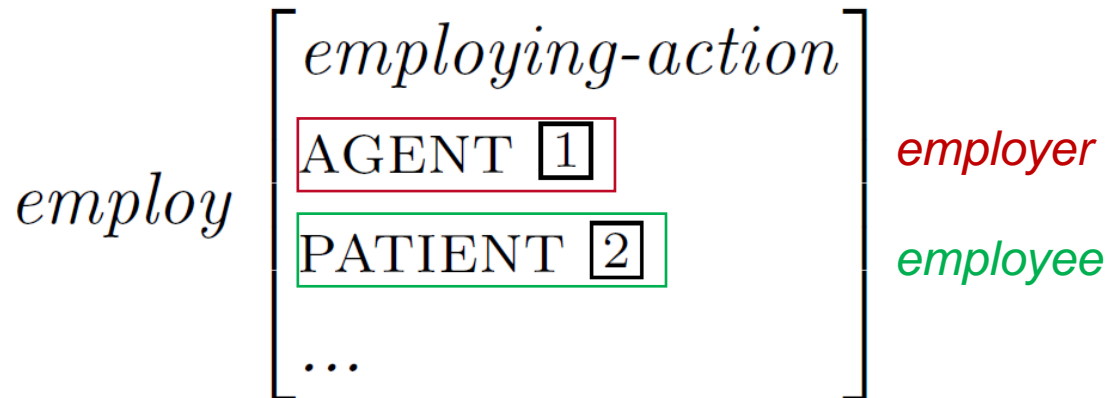 employing-action
AGENT 1 employer
employ
PATIENT 2 employee
...